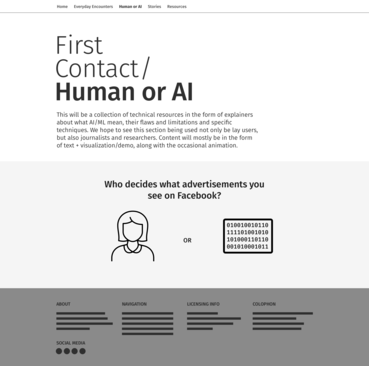 Home Everyday Encounters Human or AI Stories Resources
First
Contact/
Human or AI
This will be a collection of technical resources in the form of explainers
about what AI/ML mean, their flaws and limitations and specific
techniques. We hope to see this section being used not only be lay users,
but also journalists and researchers. Content will mostly be in the form
of text + visualization/demo, along with the occasional animation.
Who decides what advertisements you
see on Facebook?
OR
010010010110
111101001010
101000110110
001010001011
ABOUT NAVIGATION LICENSING INFO COLOPHON
SOCIAL MEDIA